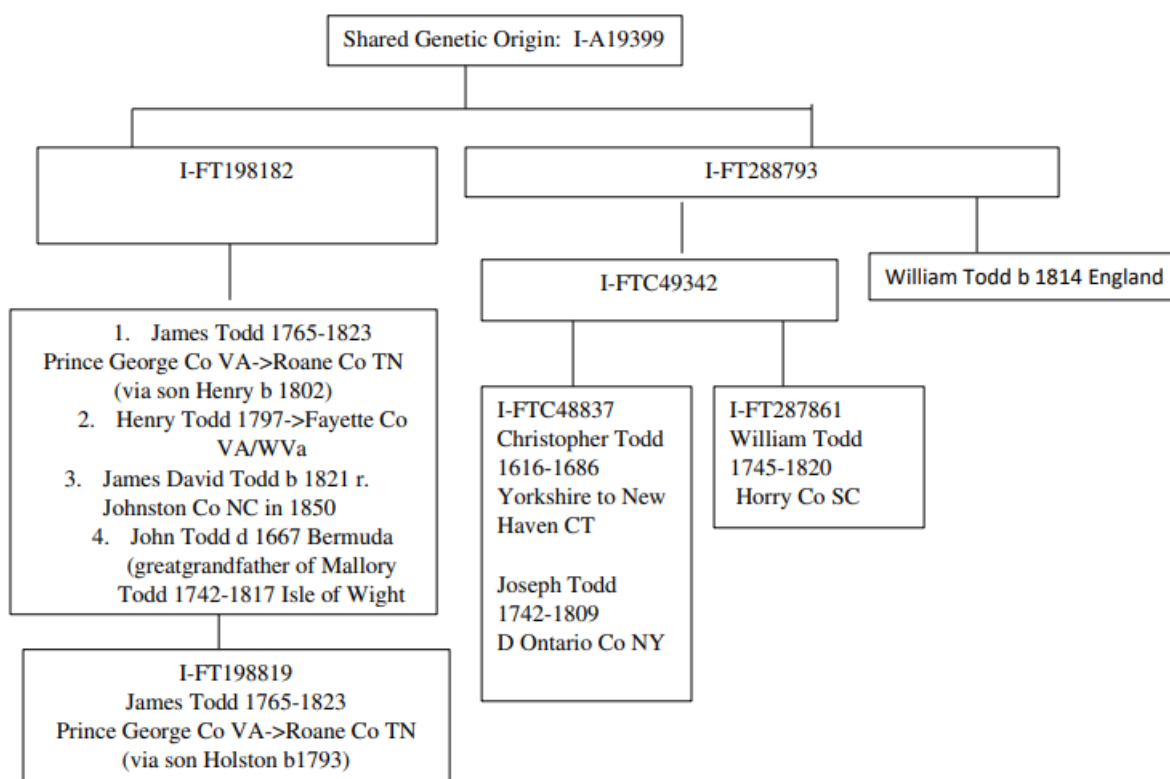 Shared Genetic Origin: I-A19399
I-FT198182
I-FT288793
I-FTC49342
William Todd b 1814 England
1. James Todd 1765-1823
Prince George Co VA->Roane Co TN
(via son Henry b 1802)
2. Henry Todd 1797->Fayette Co
VA/WVa
3. James David Todd b 1821 r.
Johnston Co NC in 1850
4. John Todd d 1667 Bermuda
(greatgrandfather of Mallory
Todd 1742-1817 Isle of Wight
I-FTC48837
Christopher Todd
1616-1686
Yorkshire to New
Haven CT
Joseph Todd
1742-1809
D Ontario Co NY
I-FT287861
William Todd
1745-1820
Horry Co SC
I-FT198819
James Todd 1765-1823
Prince George Co VA->Roane Co TN
(via son Holston b1793)